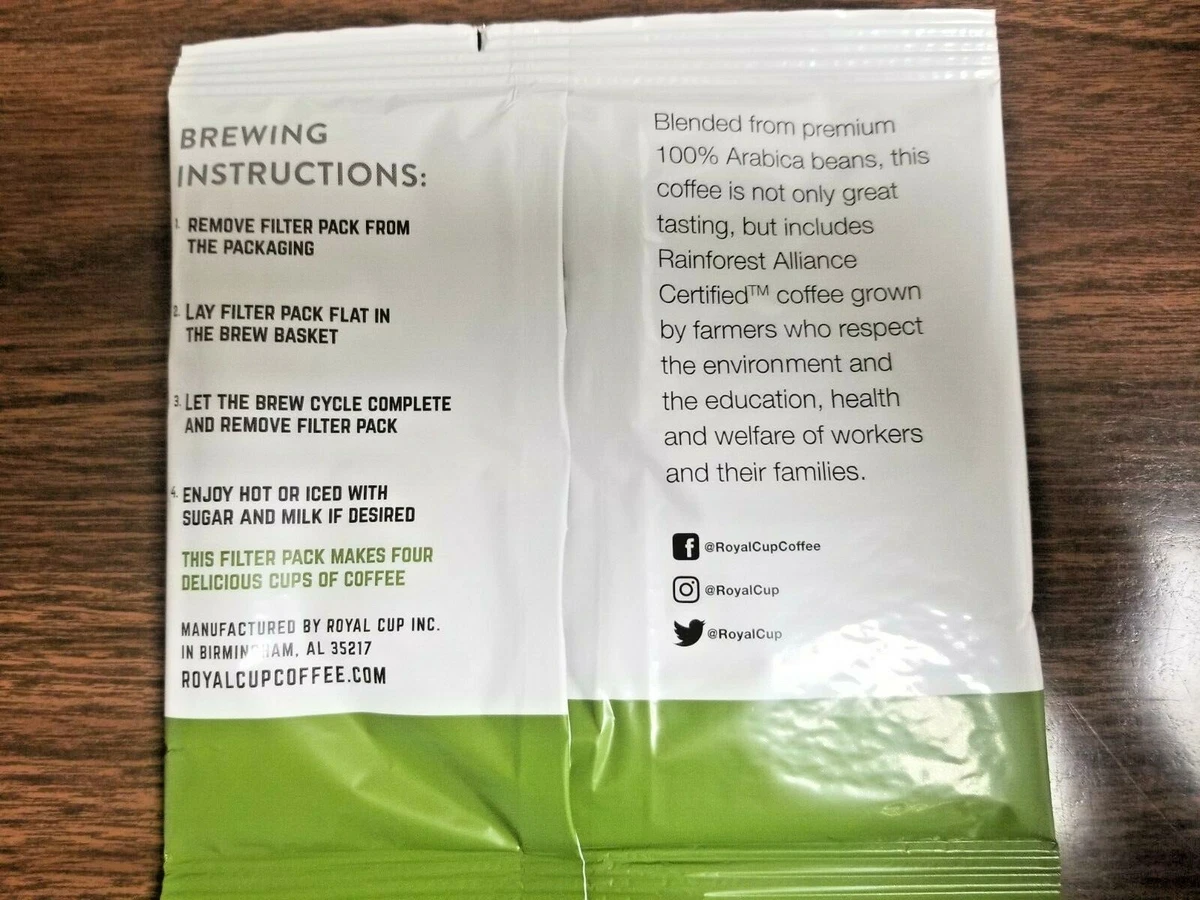 BREWING
INSTRUCTIONS:
1. REMOVE FILTER PACK FROM
THE PACKAGING
2. LAY FILTER PACK FLAT IN
THE BREW BASKET
3. LET THE BREW CYCLE COMPLETE
AND REMOVE FILTER PACK
4. ENJOY HOT OR ICED WITH
SUGAR AND MILK IF DESIRED
THIS FILTER PACK MAKES FOUR
DELICIOUS CUPS OF COFFEE
MANUFACTURED BY ROYAL CUP INC.
IN BIRMINGHAM, AL 35217
ROYALCUPCOFFEE.COM
Blended from premium
100% Arabica beans, this
coffee is not only great
tasting, but includes
Rainforest Alliance
Certified™ coffee grown
by farmers who respect
the environment and
the education, health
and welfare of workers
and their families.
@RoyalCupCoffee
@RoyalCup
@RoyalCup